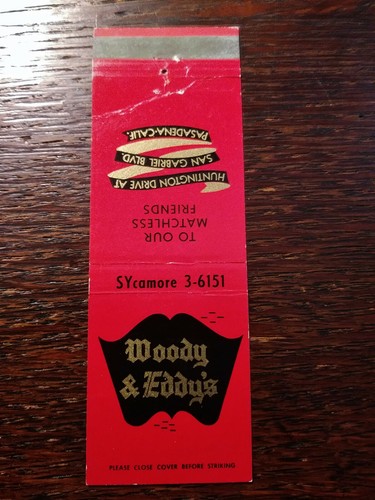 TO OUR
MATCHLESS
FRIENDS
HUNTINGTON DRIVE AT
SAN GABRIEL BLVD.
PASADENA-CALIF.
SYcamore 3-6151
Woody
& Eddy's
PLEASE CLOSE COVER BEFORE STRIKING